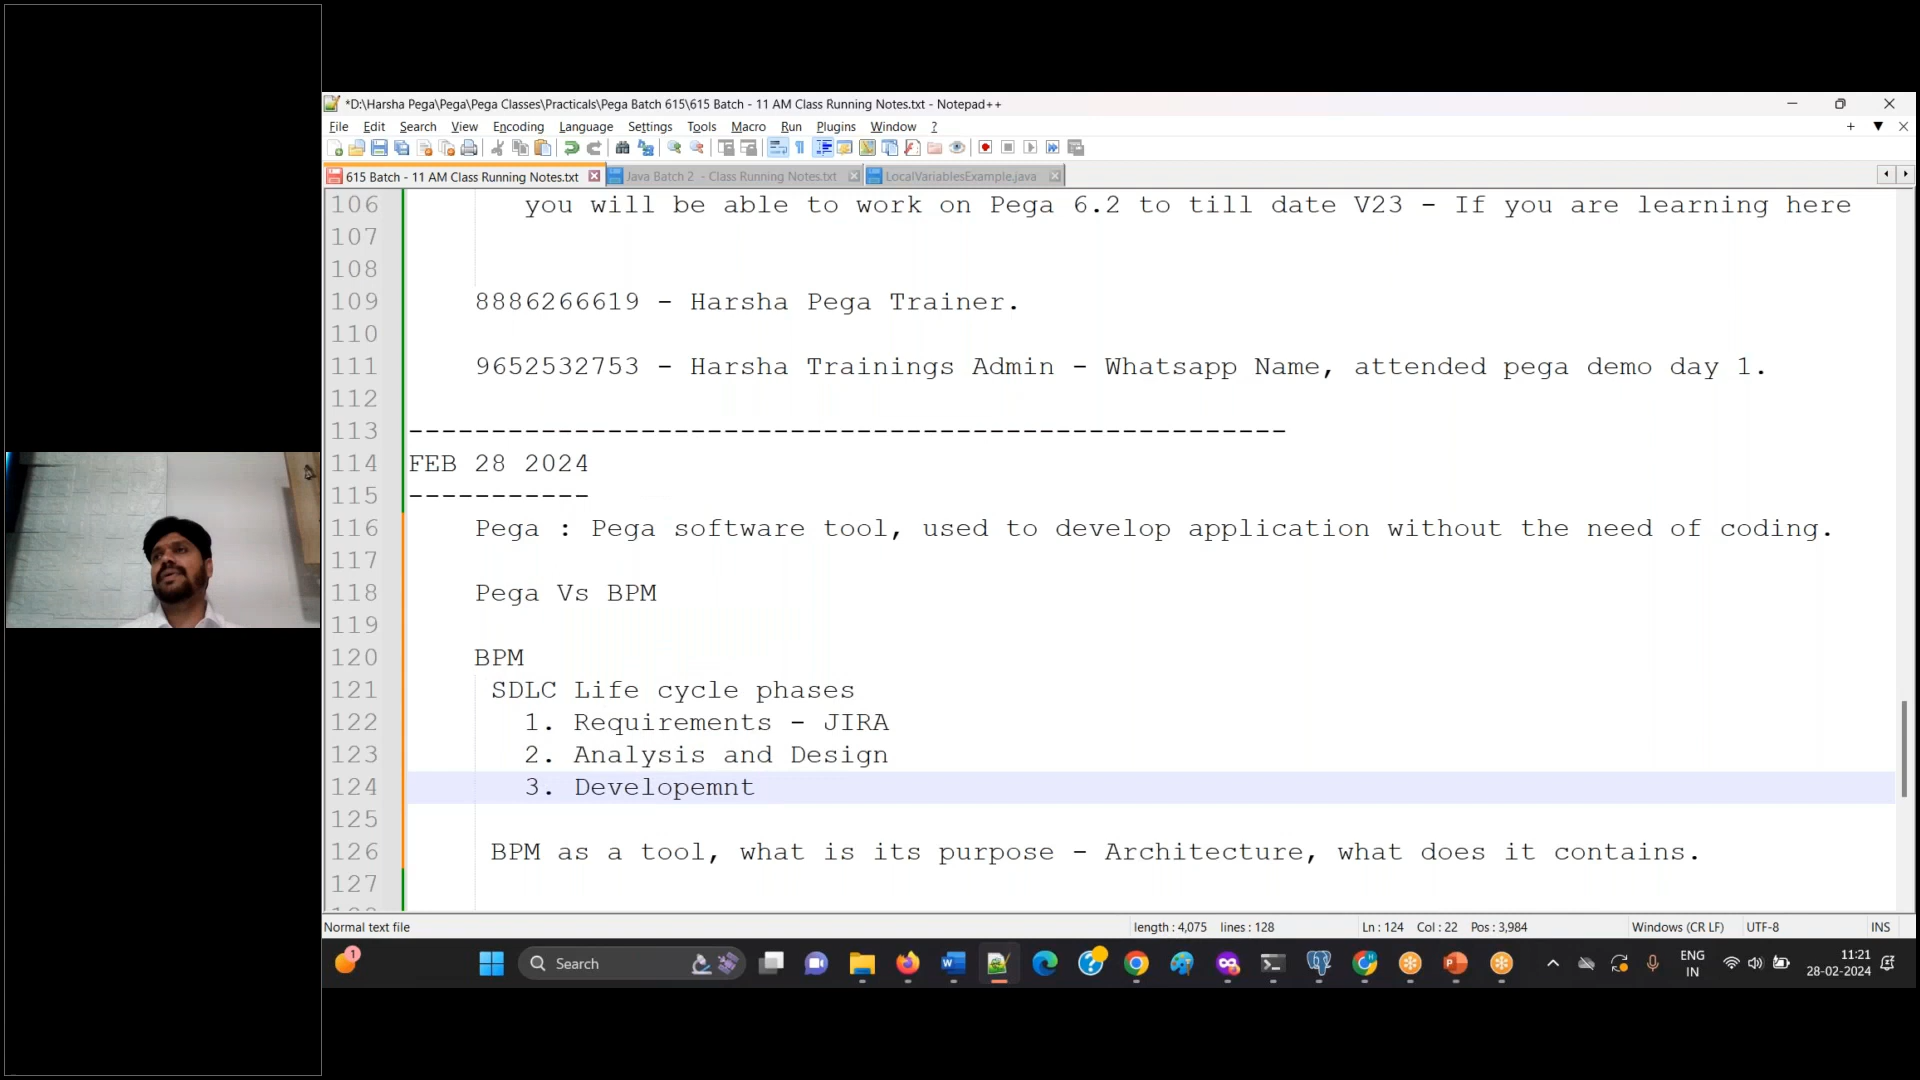 *D:\Harsha Pega\Pega\Pega Classes\Practicals\Pega Batch 615\615 Batch - 11 AM Class Running Notes.txt - Notepad++
File Edit Search View Encoding Language Settings Tools Macro Run Plugins Window ?
615 Batch - 11 AM Class Running Notes.txt Java Batch 2 - Class Running Notes.txt LocalVariablesExample.java
106 you will be able to work on Pega 6.2 to till date V23 - If you are learning here
107
108
109 8886266619 - Harsha Pega Trainer.
110
111 9652532753 - Harsha Trainings Admin - Whatsapp Name, attended pega demo day 1.
112
113 -----------------------------------------------------
114 FEB 28 2024
115 -----------
116 Pega : Pega software tool, used to develop application without the need of coding.
117
118 Pega Vs BPM
119
120 BPM
121 SDLC Life cycle phases
122 1. Requirements - JIRA
123 2. Analysis and Design
124 3. Developemnt
125
126 BPM as a tool, what is its purpose - Architecture, what does it contains.
127
Normal text file length : 4,075 lines : 128 Ln : 124 Col : 22 Pos : 3,984 Windows (CR LF) UTF-8 INS
1 Search ENG 11:21
IN 28-02-2024